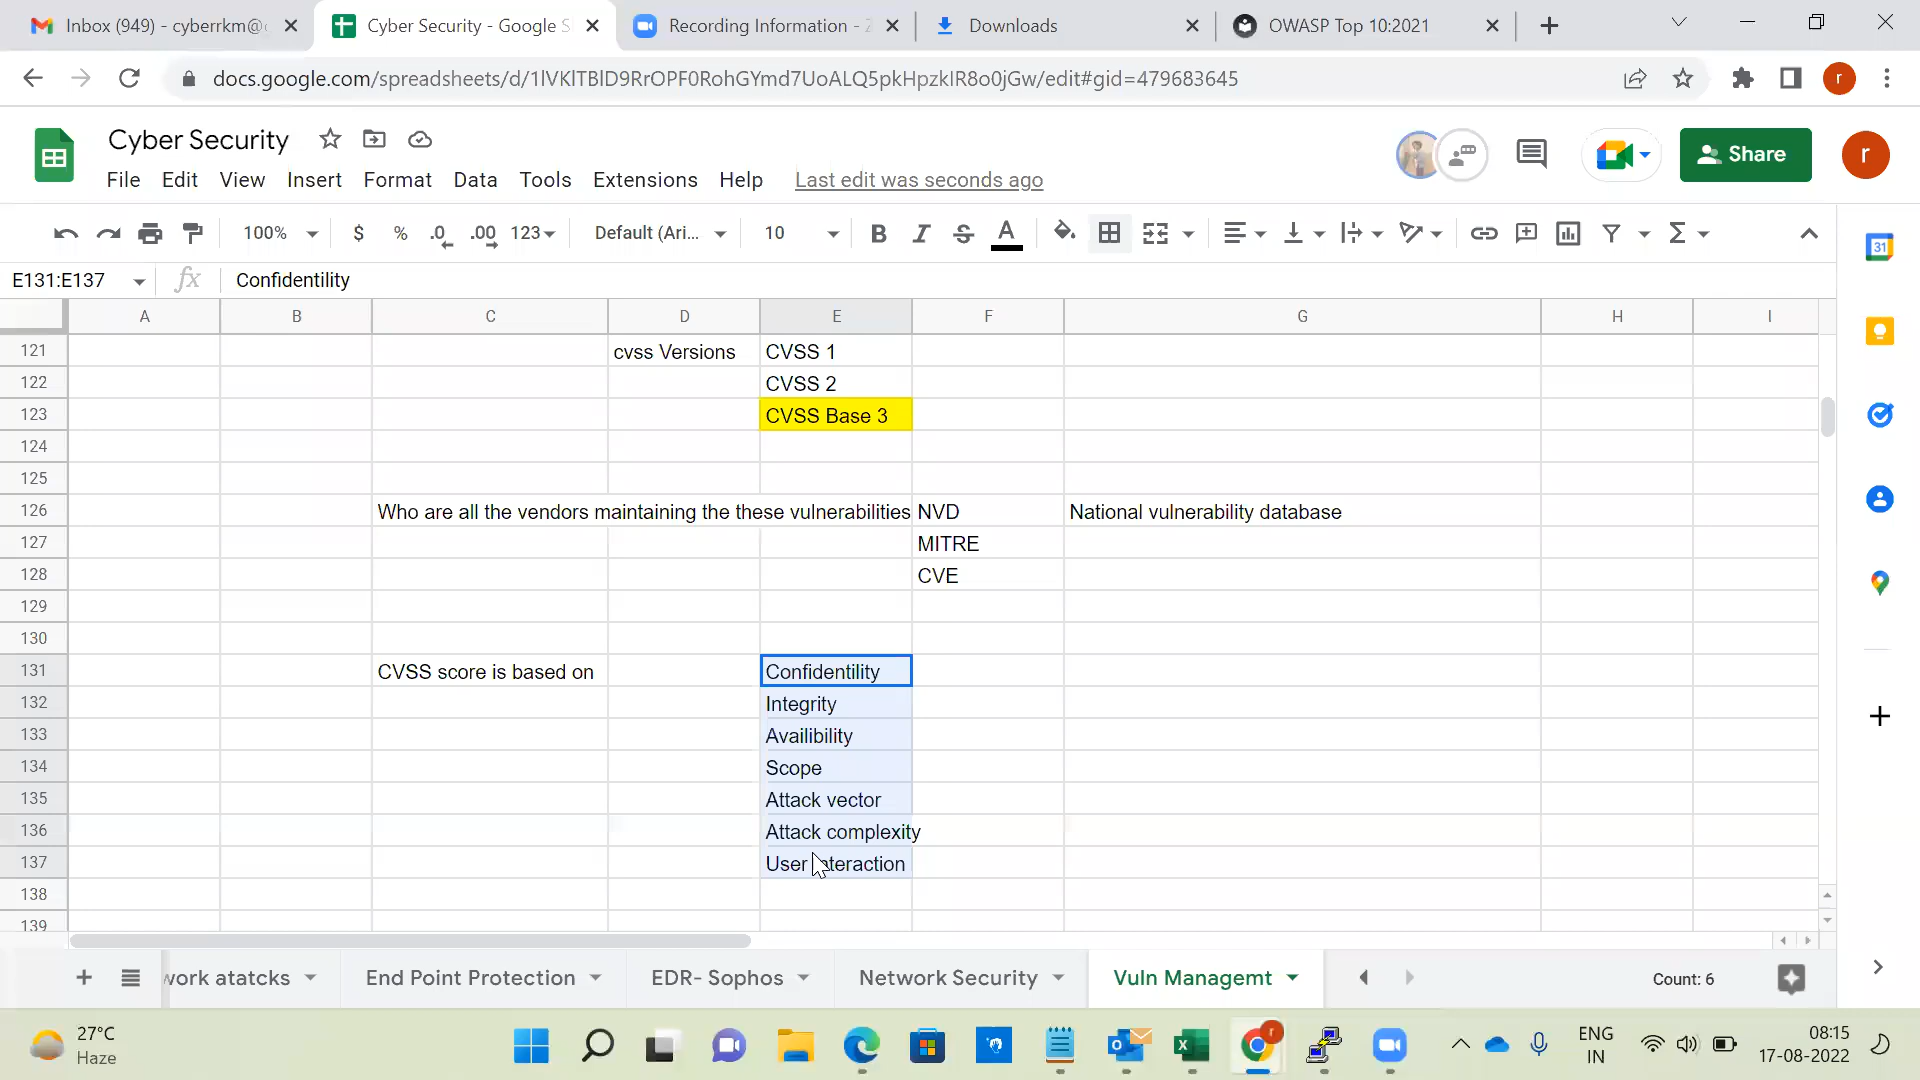 Inbox (949) - cyberrkm@
Cyber Security - Google S
Recording Information - Z
Downloads
OWASP Top 10:2021
docs.google.com/spreadsheets/d/1lVKlTBlD9RrOPF0RohGYmd7UoALQ5pkHpzkIR8o0jGw/edit#gid=479683645
r
Cyber Security
Share
r
File Edit View Insert Format Data Tools Extensions Help Last edit was seconds ago
100% $ % .0 .00 123 Default (Ari... 10 B I S A Σ
31
E131:E137 fx Confidentility
A B C D E F G H I
121 cvss Versions CVSS 1
122 CVSS 2
123 CVSS Base 3
124
125
126 Who are all the vendors maintaining the these vulnerabilities NVD National vulnerability database
127 MITRE
128 CVE
129
130
131 CVSS score is based on Confidentility
132 Integrity
133 Availibility
134 Scope
135 Attack vector
136 Attack complexity
137 User interaction
138
139
work atatcks End Point Protection EDR- Sophos Network Security Vuln Managemt Count: 6
27°C
Haze
r
ENG
IN
08:15
17-08-2022